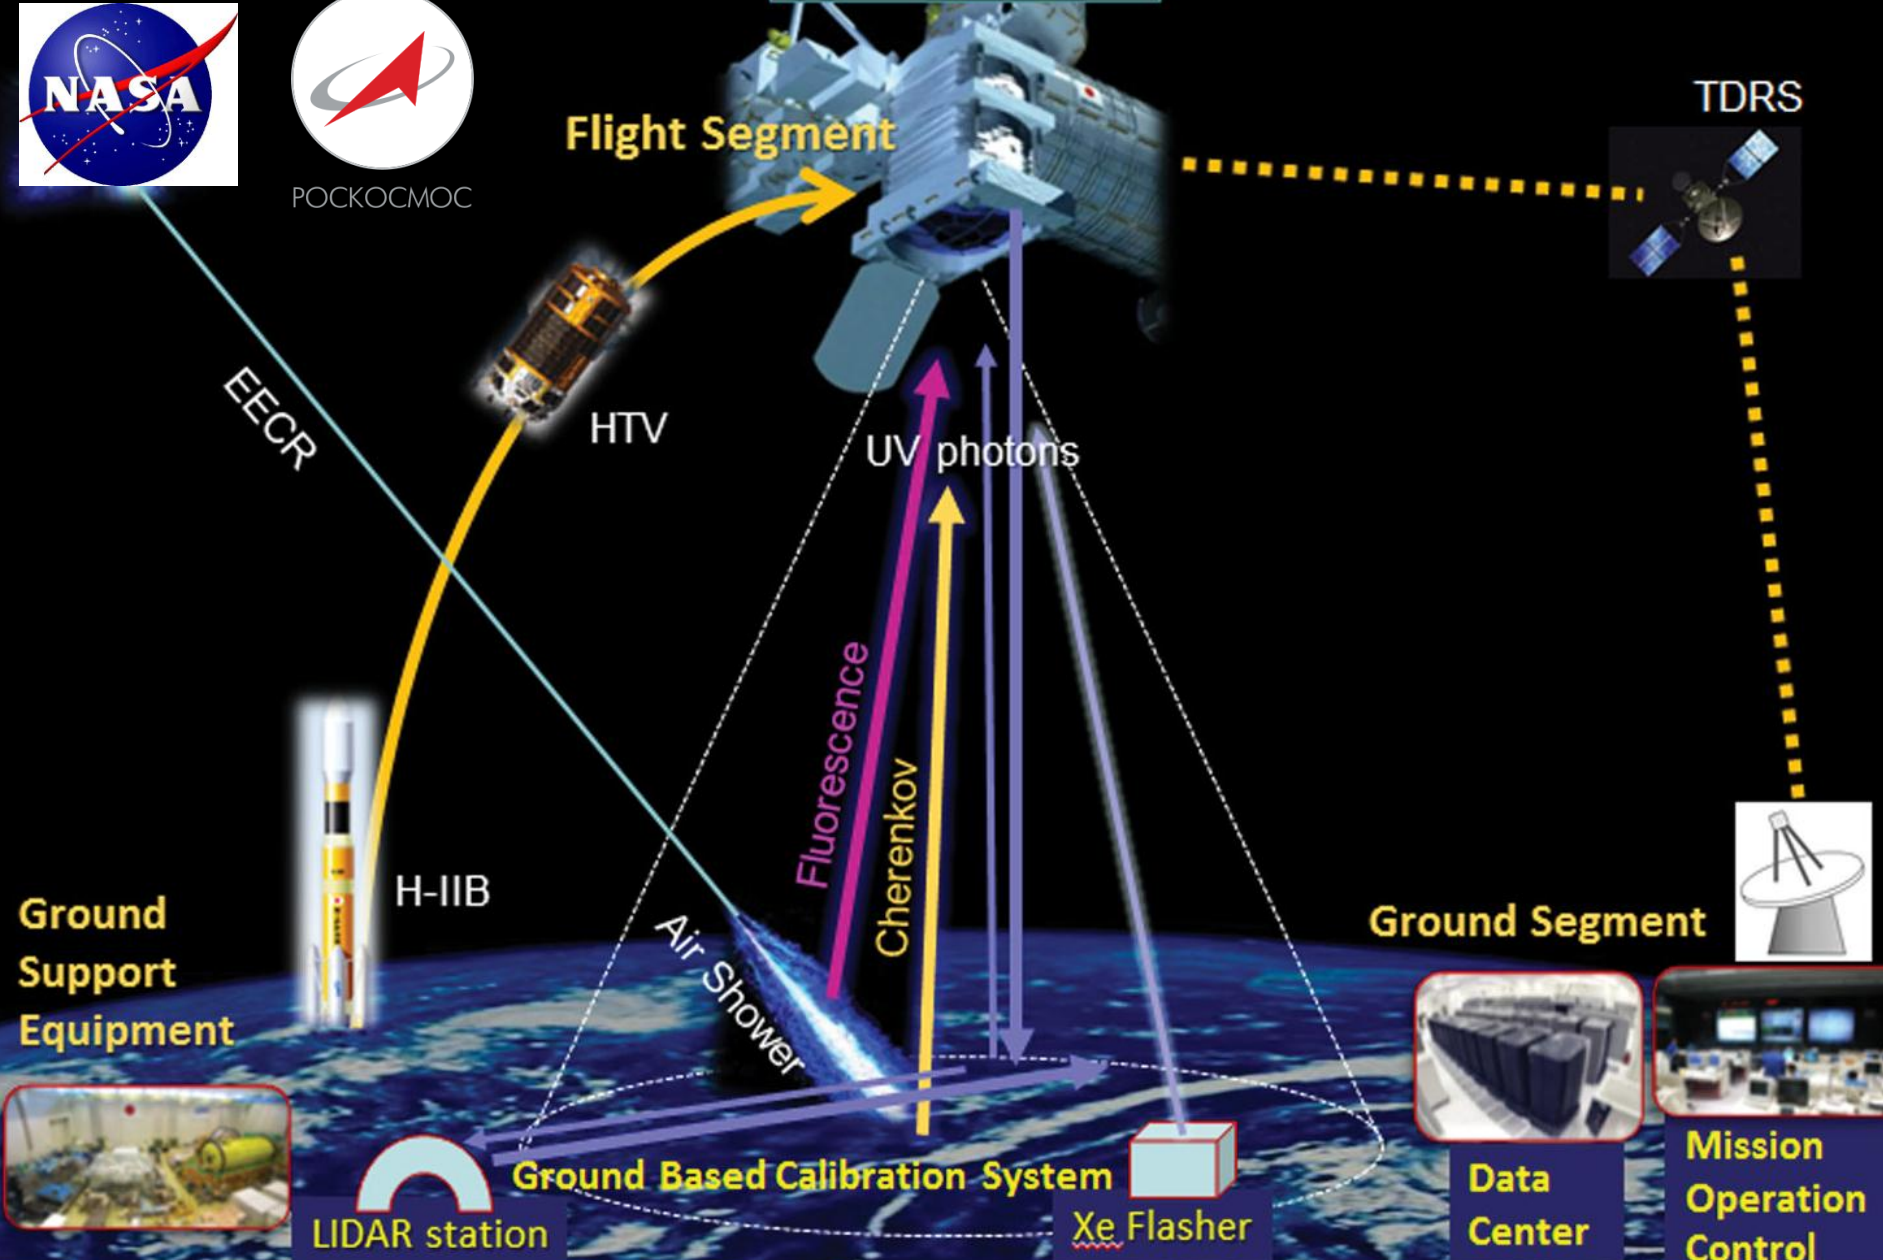 NASA
РОСКОСМОС
Flight Segment
TDRS
EECR
HTV
UV photons
Fluorescence
Cherenkov
H-IIB
Air Shower
Ground
Support
Equipment
Ground Segment
Ground Based Calibration System
LIDAR station
Xe Flasher
Data
Center
Mission
Operation
Control